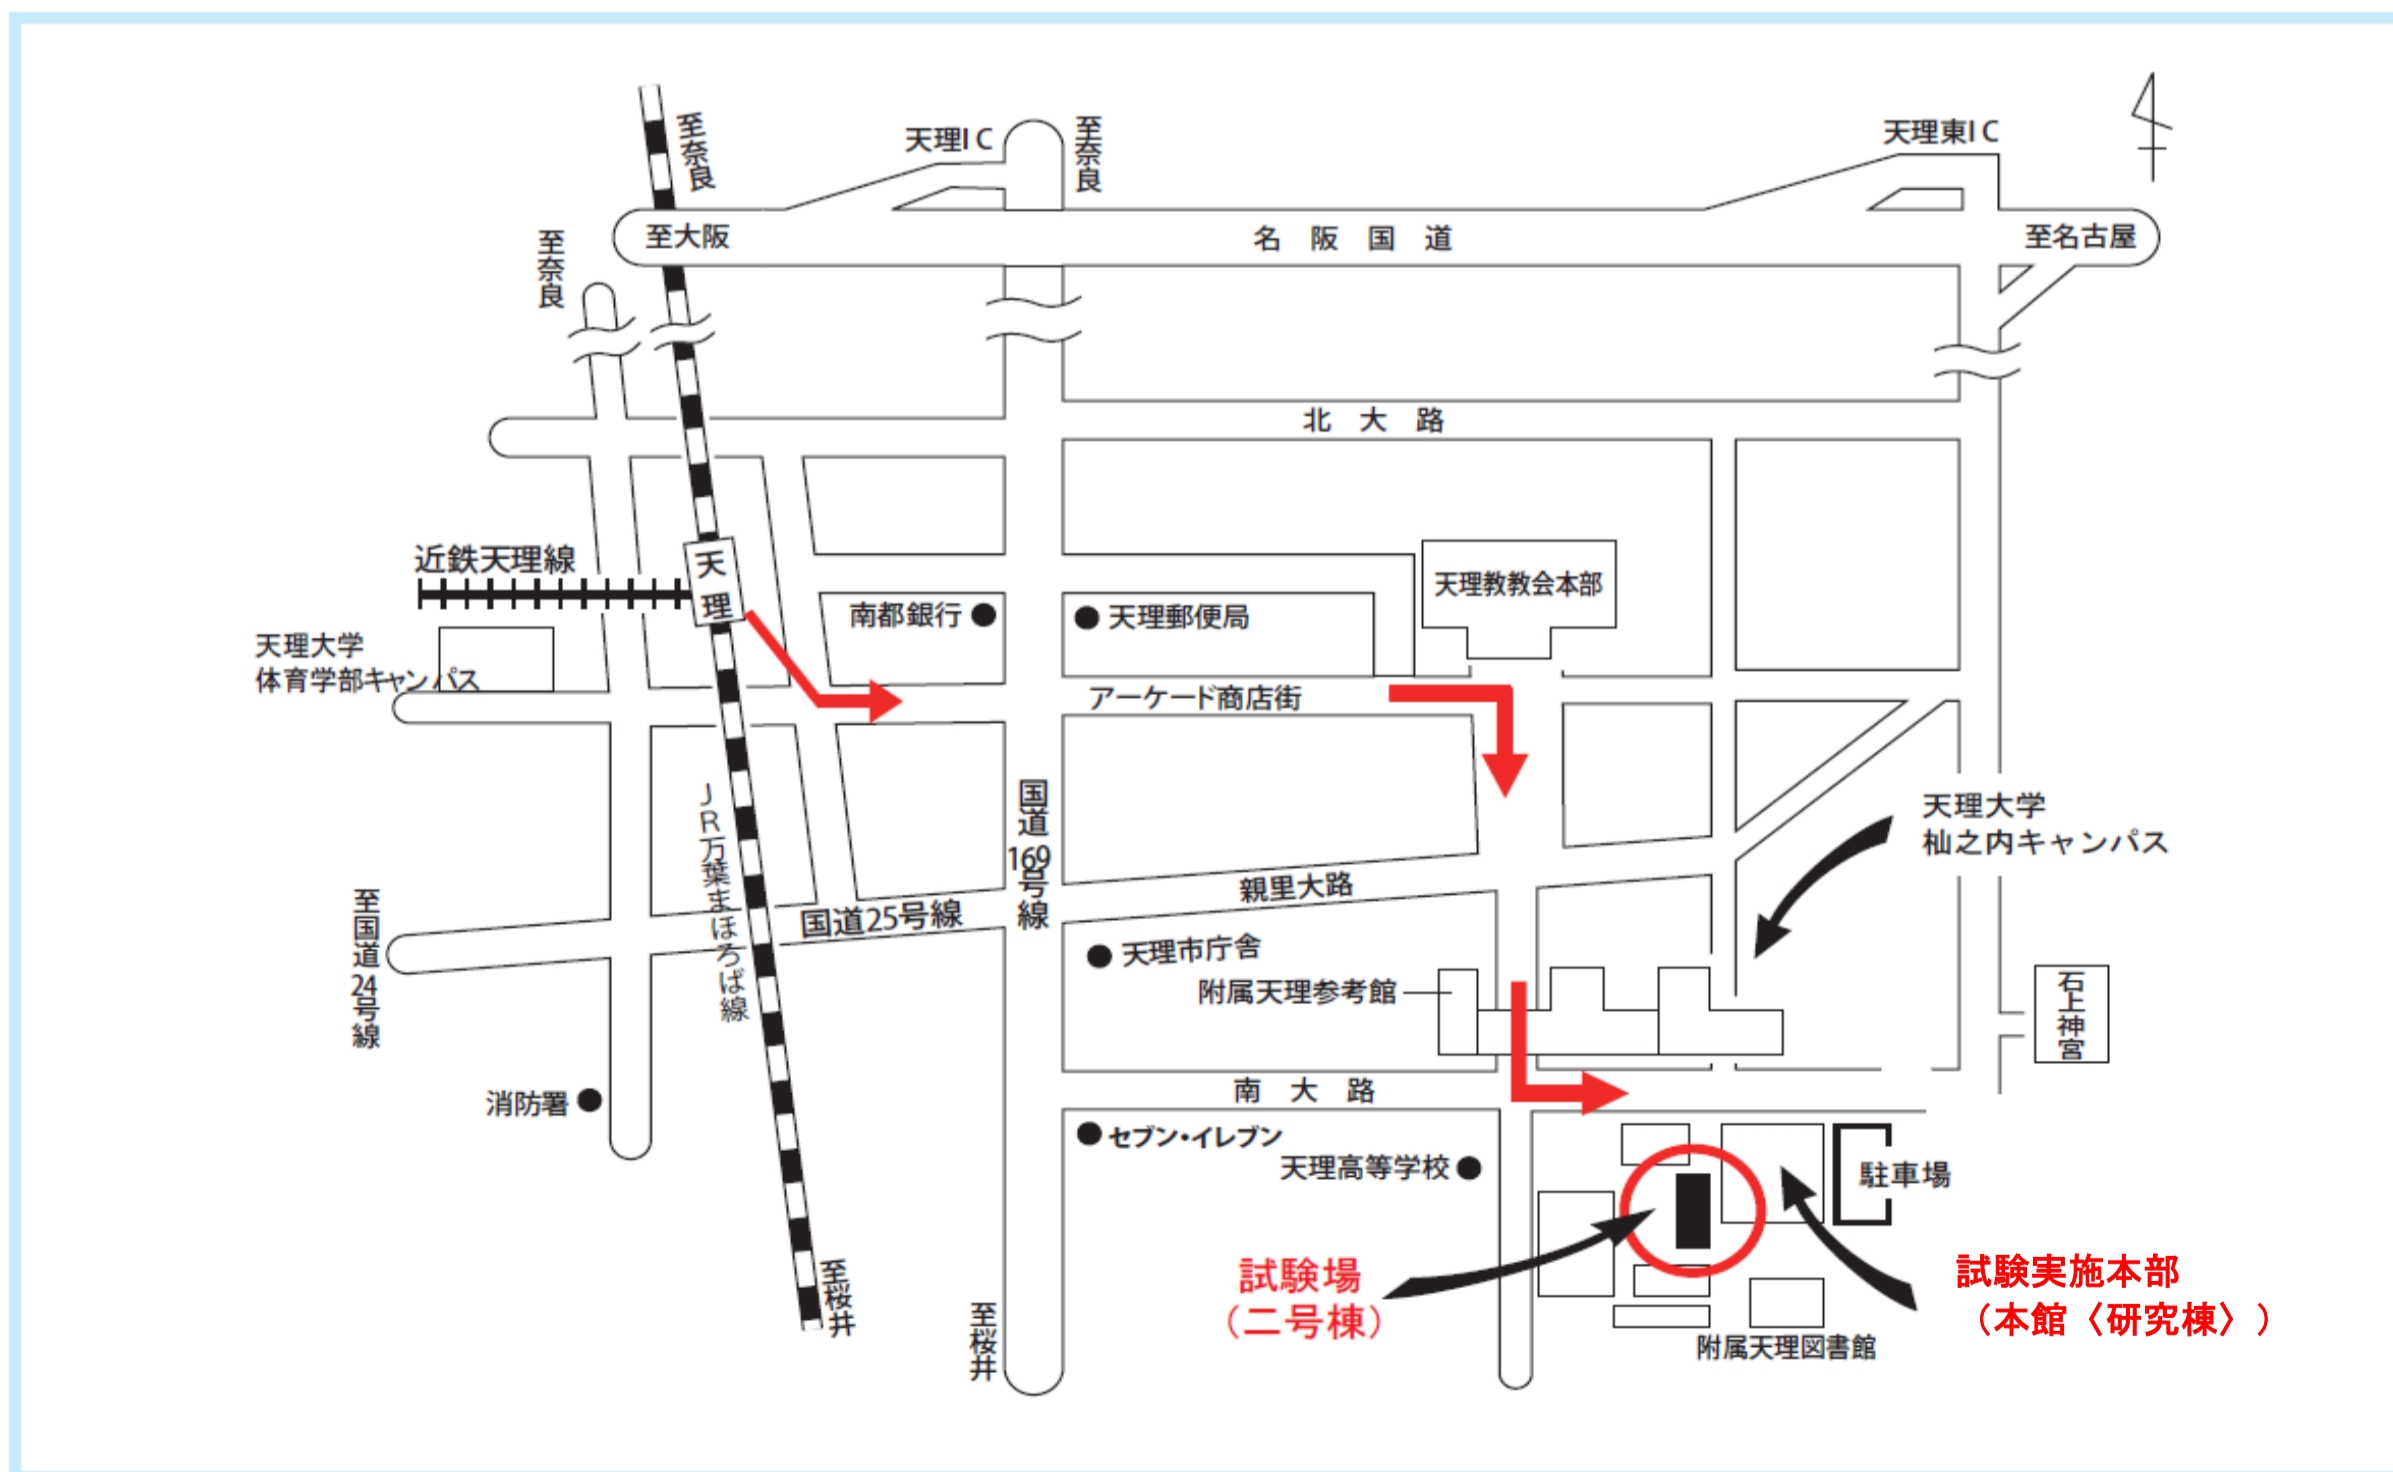 至奈良
天理IC
至奈良
天理東IC
至奈良
至大阪
名阪国道
至名古屋
北大路
近鉄天理線
天理
天理教教会本部
南都銀行
天理郵便局
天理大学
体育学部キャンパス
アーケード商店街
国道169号線
天理大学
杣之内キャンパス
JR万葉まほろば線
親里大路
国道25号線
至国道24号線
天理市庁舎
附属天理参考館
石上神宮
消防署
南大路
セブン・イレブン
天理高等学校
駐車場
試験場
（二号棟）
試験実施本部
（本館〈研究棟〉）
至桜井
至桜井
附属天理図書館